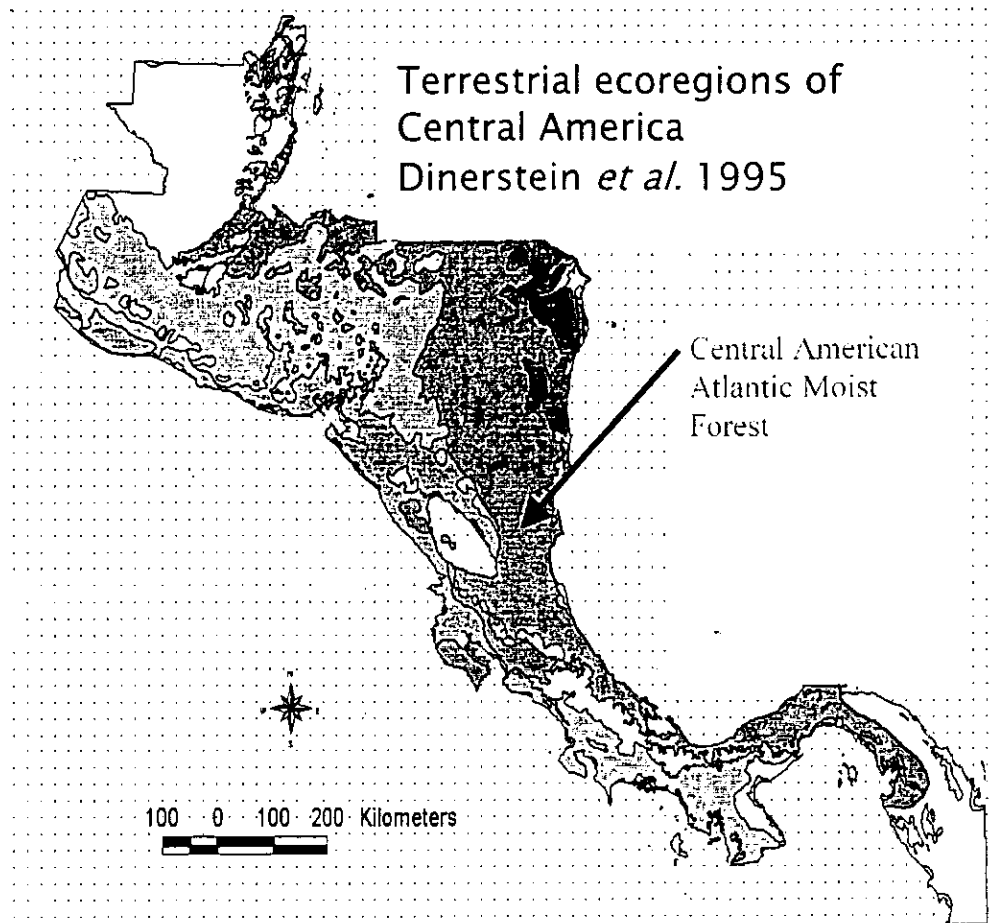 Terrestrial ecoregions of
Central America
Dinerstein et al. 1995
Central American
Atlantic Moist
Forest
N
S
100 0 100 200 Kilometers